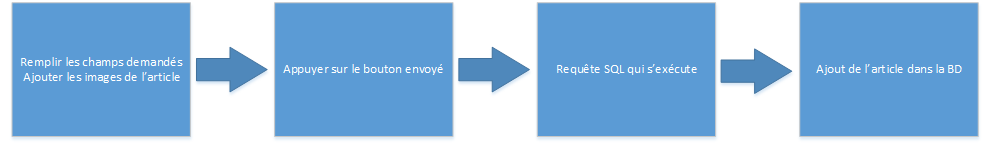 Remplir les champs demandés
Ajouter les images de l'article
Appuyer sur le bouton envoyé
Requête SQL qui s'exécute
Ajout de l'article dans la BD